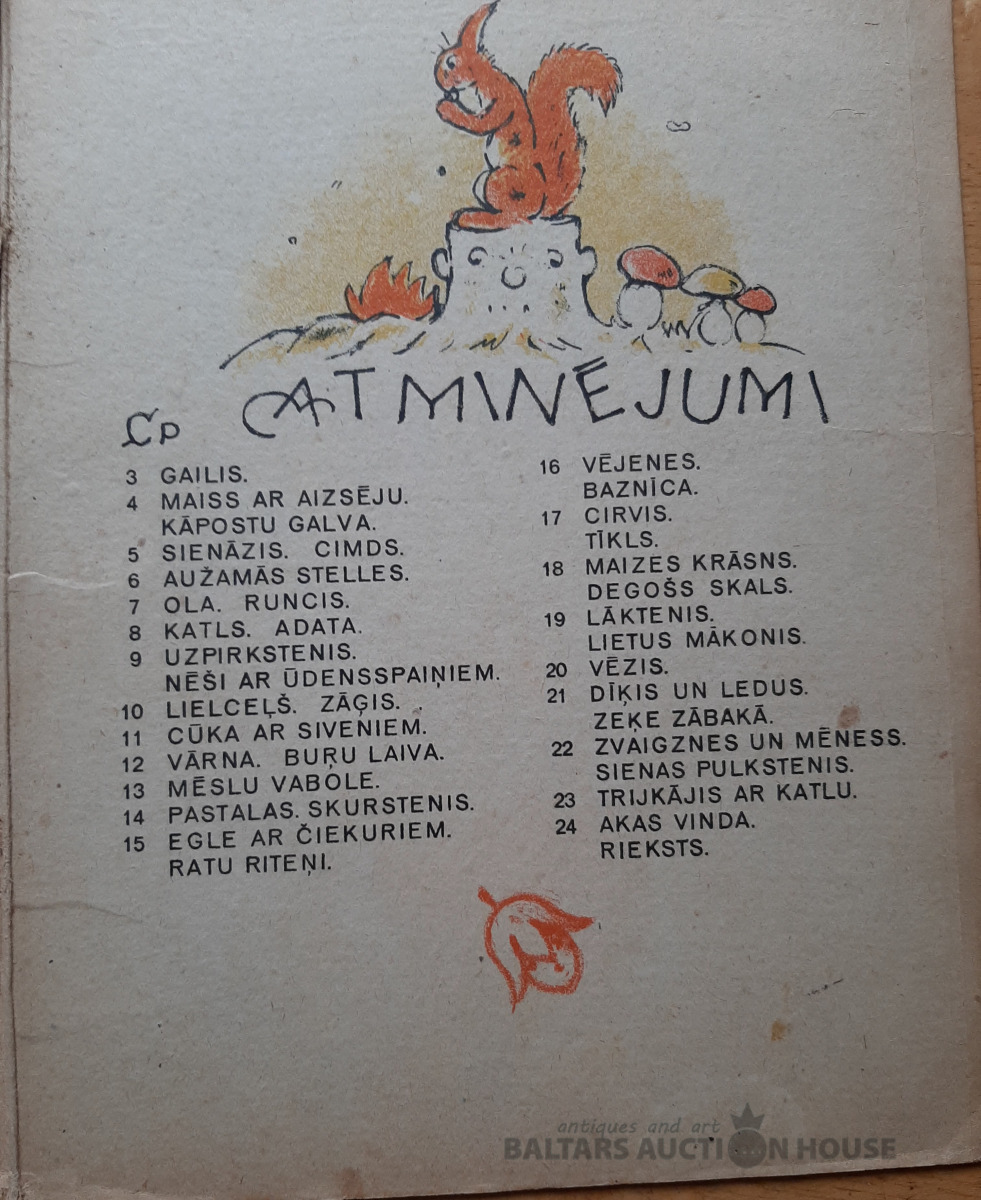 ATMINĒJUMI
Lp
3 GAILIS.
4 MAISS AR AIZSĒJU.
KĀPOSTU GALVA.
5 SIENĀZIS. CIMDS.
6 AUŽAMĀS STELLES.
7 OLA. RUNCIS.
8 KATLS. ADATA.
9 UZPIRKSTENIS.
NĒŠI AR ŪDENSSPAIŅIEM.
10 LIELCEĻŠ. ZĀĢIS.
11 CŪKA AR SIVENIEM.
12 VĀRNA. BUŖU LAIVA.
13 MĒSLU VABOLE.
14 PASTALAS. SKURSTENIS.
15 EGLE AR ČIEKURIEM.
RATU RITEŅI.
16 VĒJENES.
BAZNĪCA.
17 CIRVIS.
TĪKLS.
18 MAIZES KRĀSNS.
DEGOŠS SKALS.
19 LĀKTENIS.
LIETUS MĀKONIS.
20 VĒZIS.
21 DĪĶIS UN LEDUS.
ZEĶE ZĀBAKĀ.
22 ZVAIGZNES UN MĒNESS.
SIENAS PULKSTENIS.
23 TRIJKĀJIS AR KATLU.
24 AKAS VINDA.
RIEKSTS.
antiques and art
BALTARS AUCTION HOUSE